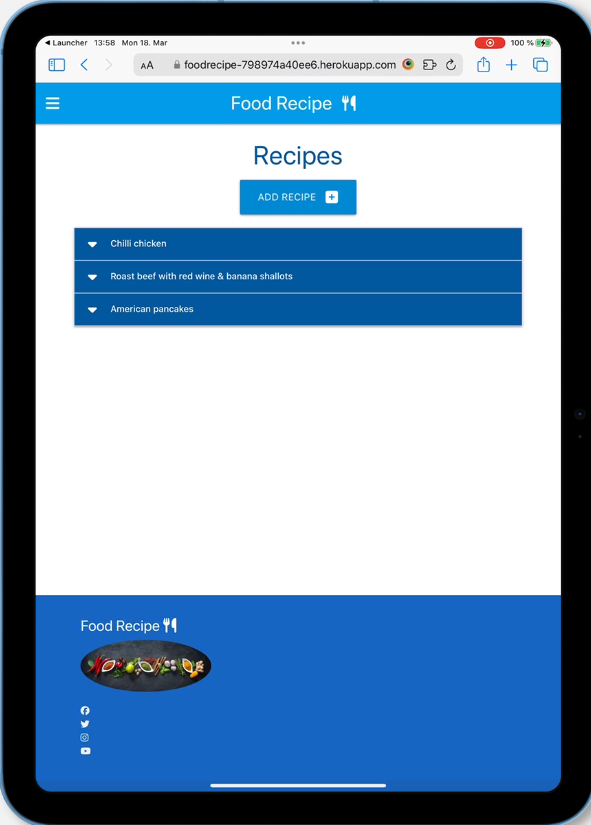 Launcher 13:58 Mon 18. Mar 100 %
AA foodrecipe-798974a40ee6.herokuapp.com
Food Recipe
Recipes
ADD RECIPE
Chilli chicken
Roast beef with red wine & banana shallots
American pancakes
Food Recipe